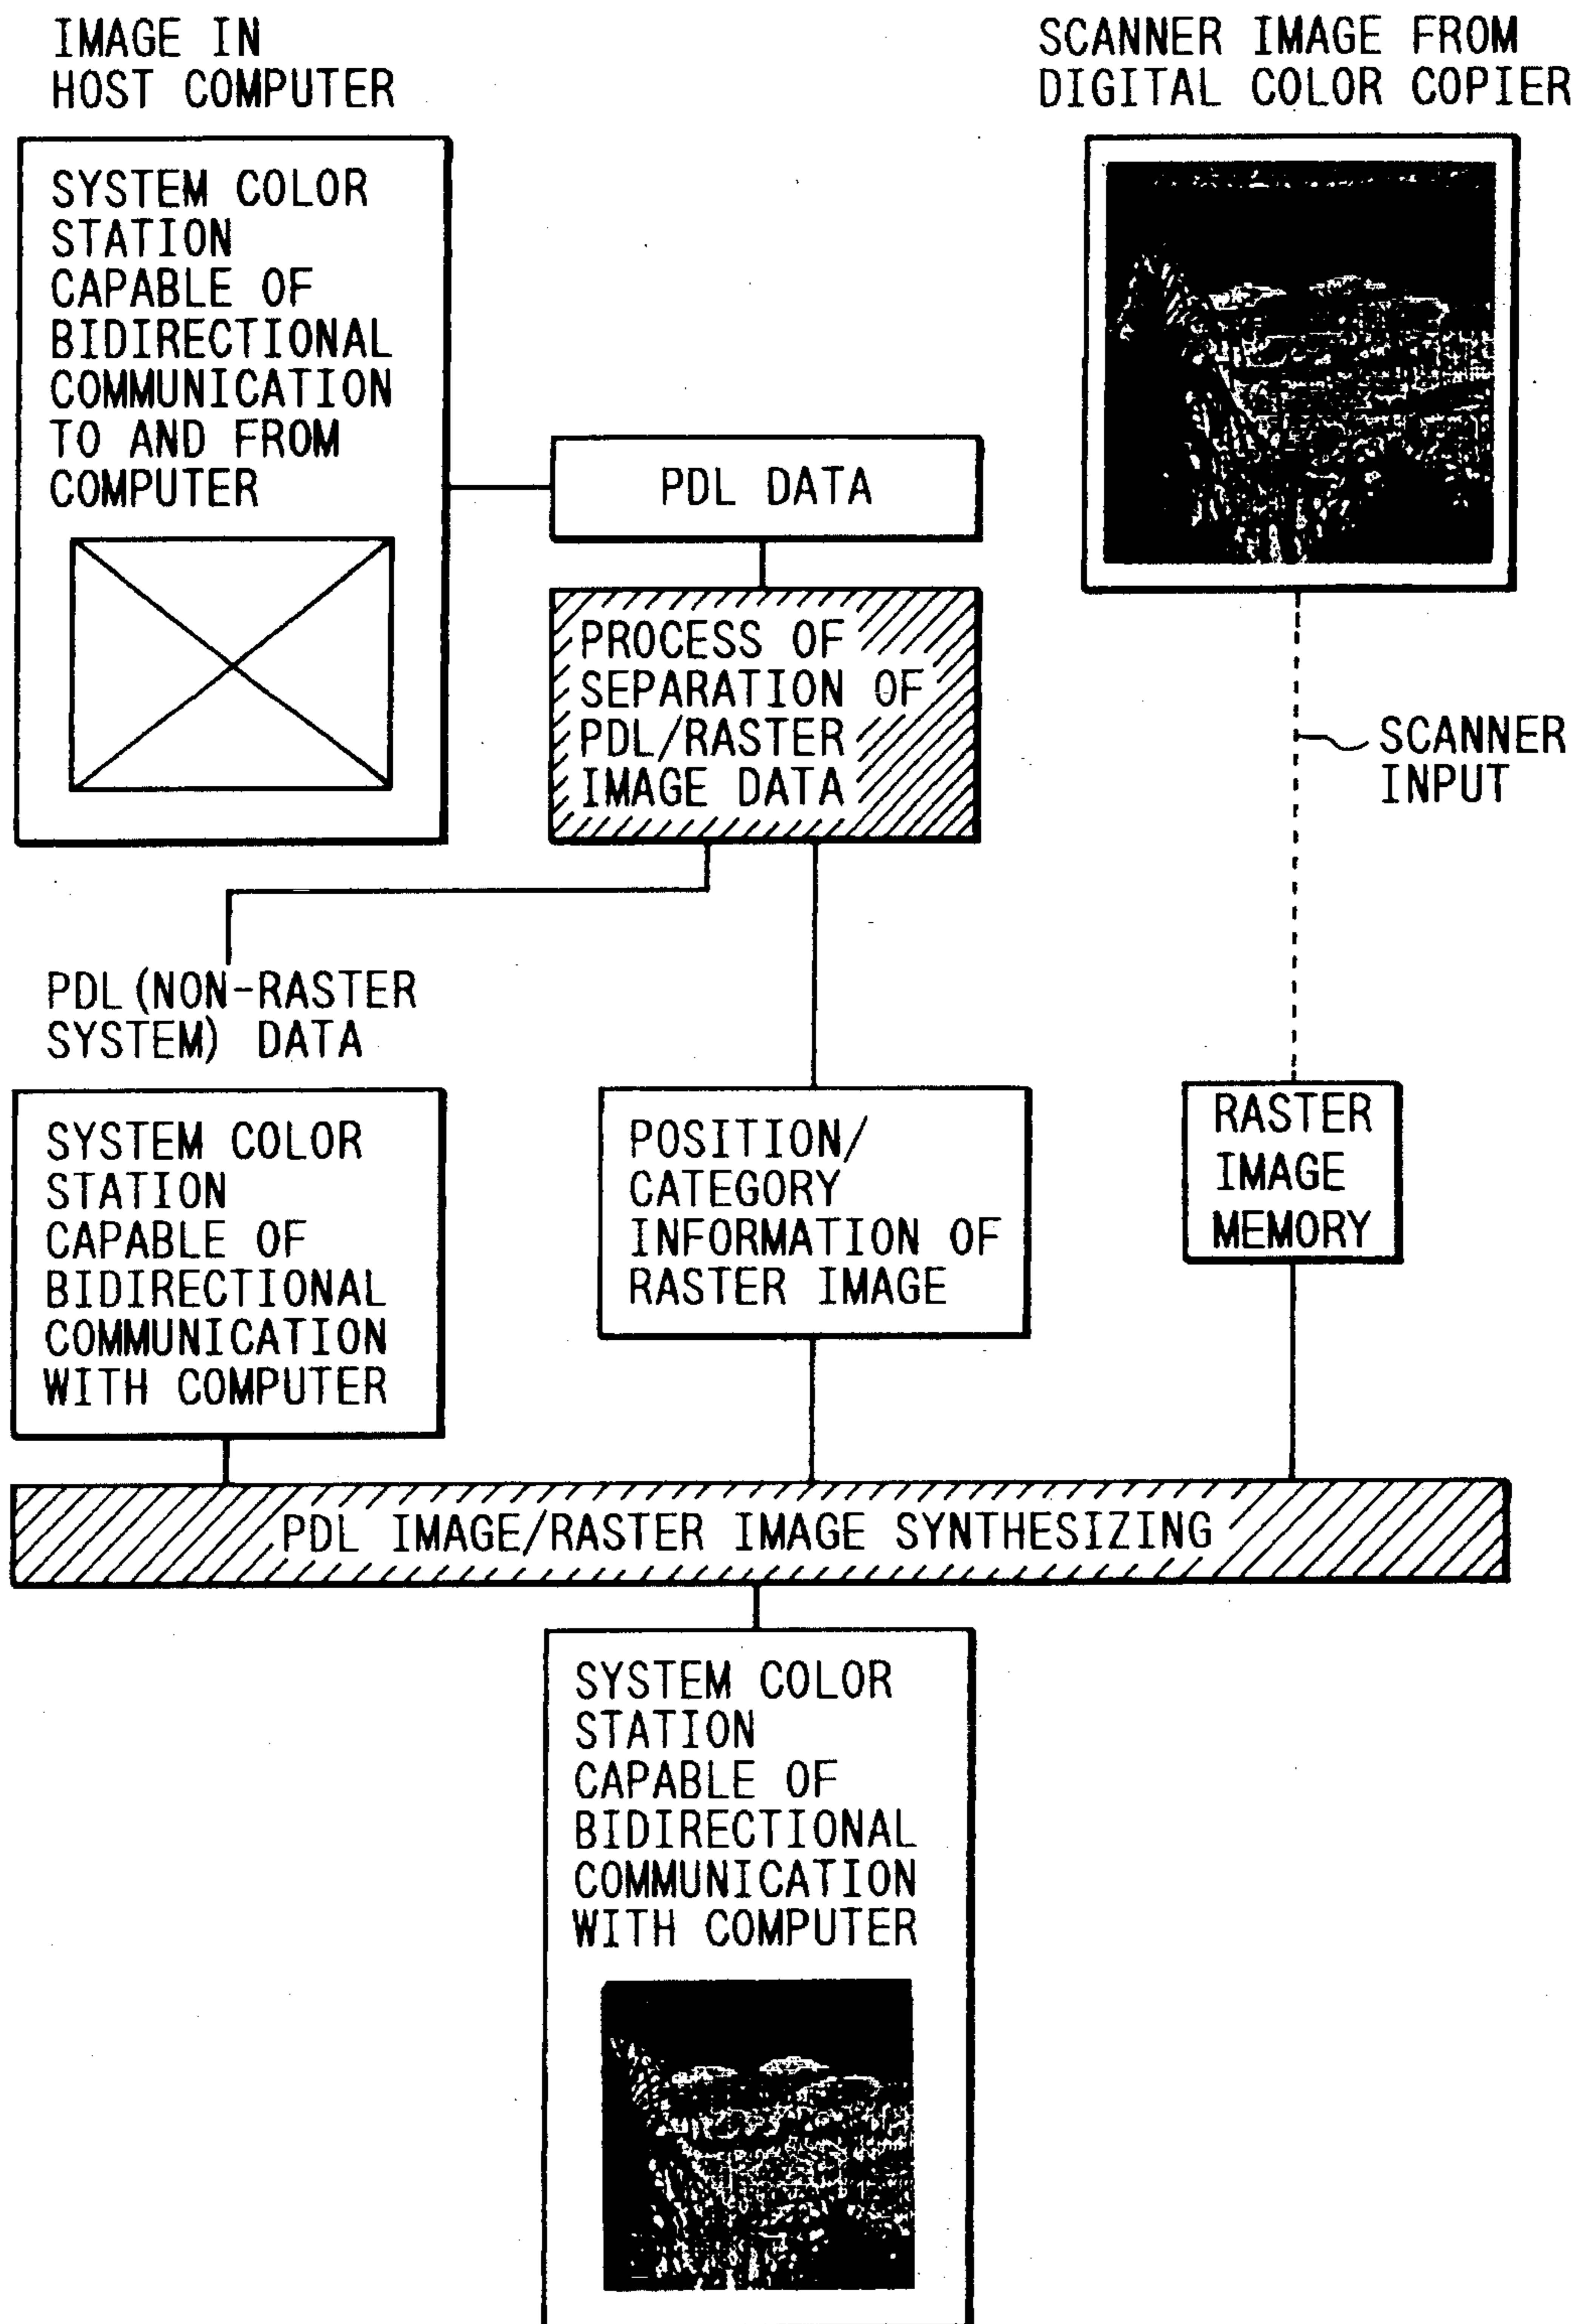 IMAGE IN
HOST COMPUTER
SCANNER IMAGE FROM
DIGITAL COLOR COPIER
SYSTEM COLOR
STATION
CAPABLE OF
BIDIRECTIONAL
COMMUNICATION
TO AND FROM
COMPUTER
PDL DATA
PROCESS OF
SEPARATION OF
PDL/RASTER
IMAGE DATA
SCANNER
INPUT
PDL (NON-RASTER
SYSTEM) DATA
SYSTEM COLOR
STATION
CAPABLE OF
BIDIRECTIONAL
COMMUNICATION
WITH COMPUTER
POSITION/
CATEGORY
INFORMATION OF
RASTER IMAGE
RASTER
IMAGE
MEMORY
PDL IMAGE/RASTER IMAGE SYNTHESIZING
SYSTEM COLOR
STATION
CAPABLE OF
BIDIRECTIONAL
COMMUNICATION
WITH COMPUTER